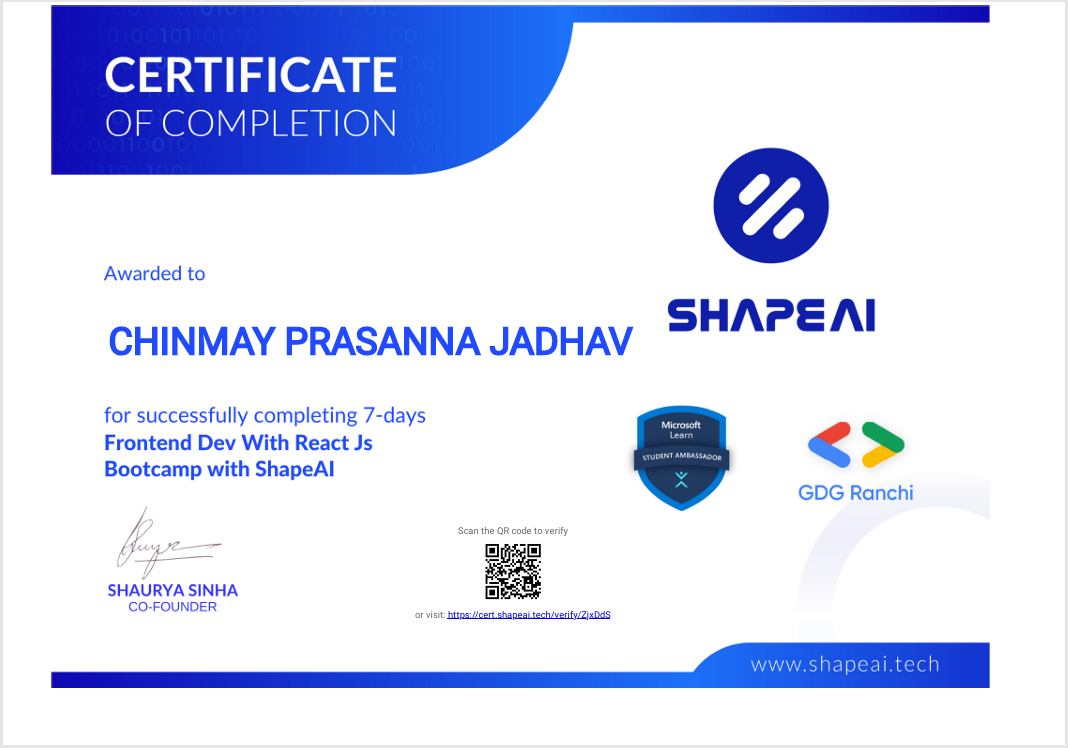 CERTIFICATE
OF COMPLETION
SHAPEAI
Awarded to
CHINMAY PRASANNA JADHAV
for successfully completing 7-days
Frontend Dev With React Js
Bootcamp with ShapeAI
Microsoft
Learn
STUDENT AMBASSADOR
GDG Ranchi
SHAURYA SINHA
CO-FOUNDER
Scan the QR code to verify
or visit: https://cert.shapeai.tech/verify/ZjxDdS
www.shapeai.tech